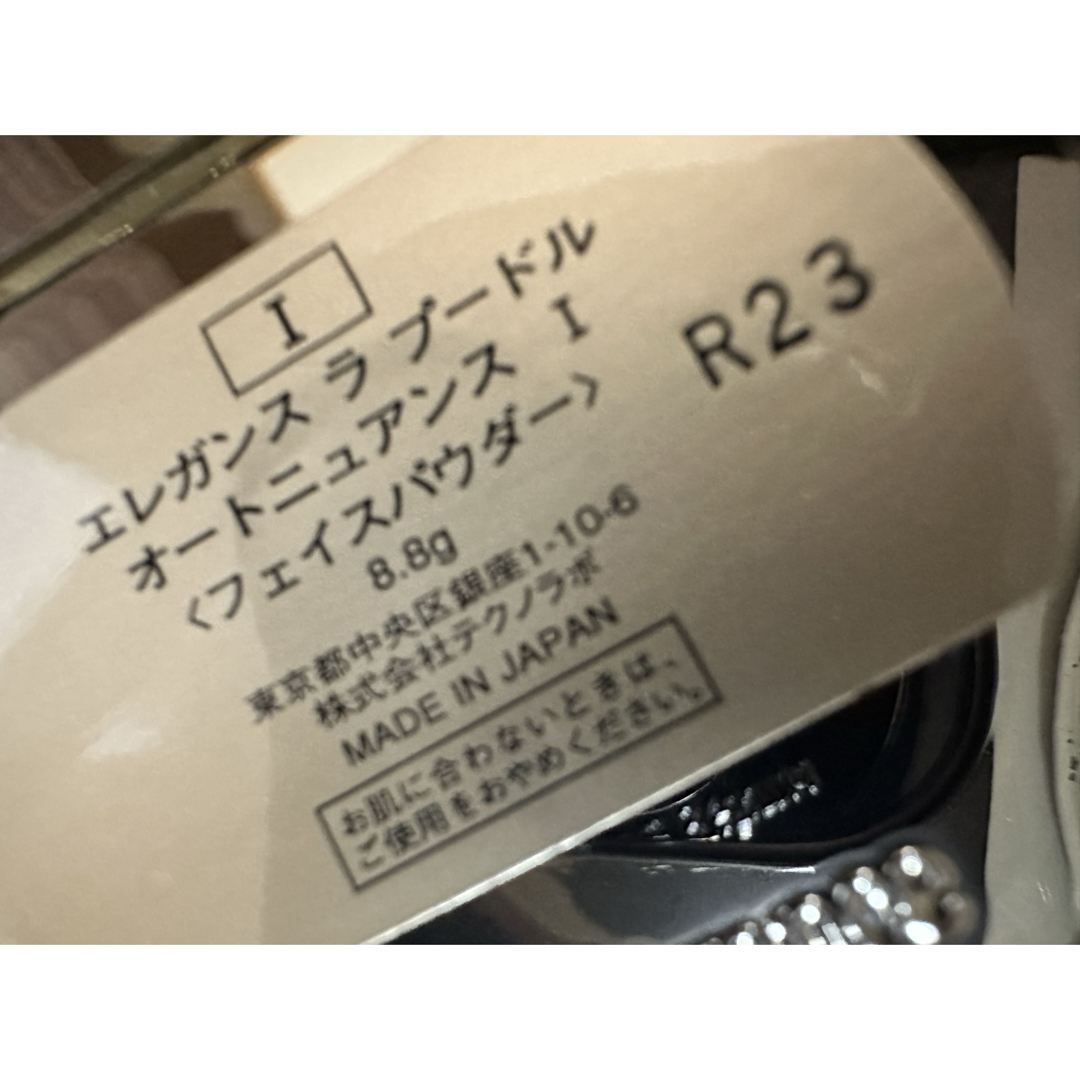 I
エレガンス ラ プードル
オートニュアンス I
〈フェイスパウダー〉
R23
8.8g
東京都中央区銀座1-10-6
株式会社テクノラボ
MADE IN JAPAN
お肌に合わないときは、
ご使用をおやめください。